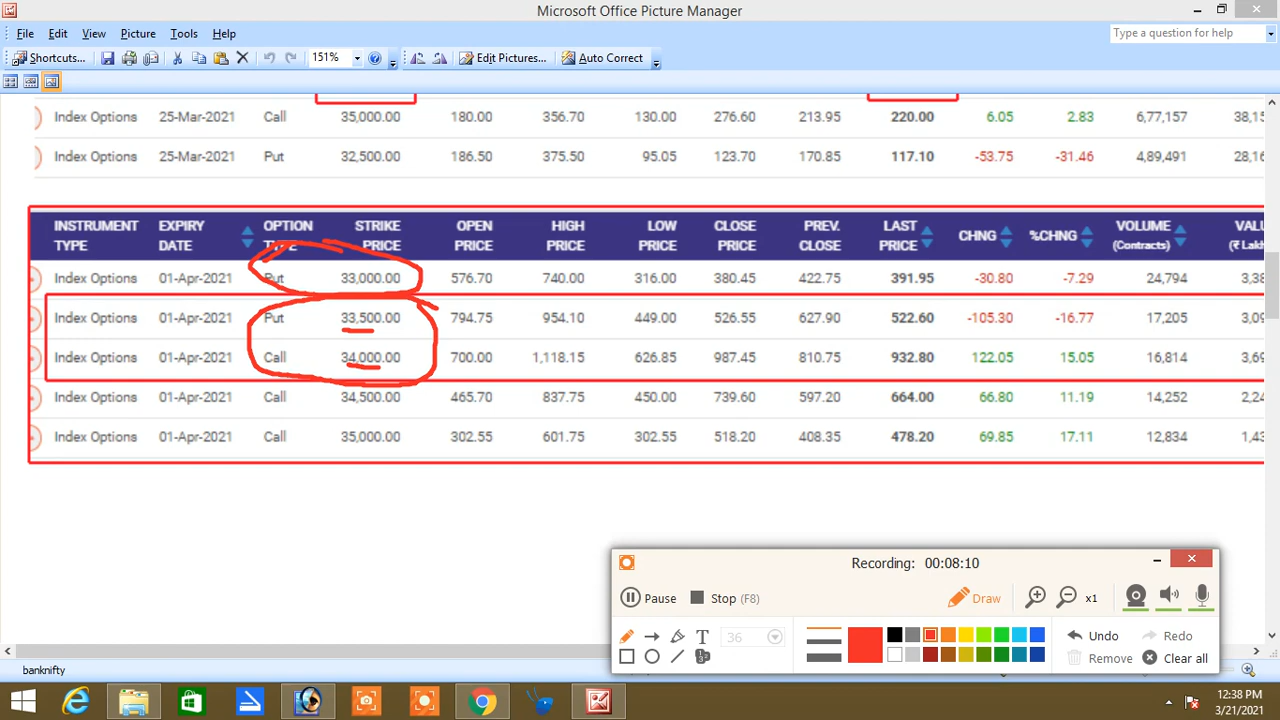 Microsoft Office Picture Manager
File Edit View Picture Tools Help
Type a question for help
Shortcuts... 151% Edit Pictures... Auto Correct
Index Options 25-Mar-2021 Call 35,000.00 180.00 356.70 130.00 276.60 213.95 220.00 6.05 2.83 6,77,157
Index Options 25-Mar-2021 Put 32,500.00 186.50 375.50 95.05 123.70 170.85 117.10 -53.75 -31.46 4,89,491
INSTRUMENT TYPE EXPIRY DATE OPTION TYPE STRIKE PRICE OPEN PRICE HIGH PRICE LOW PRICE CLOSE PRICE PREV. CLOSE LAST PRICE CHNG %CHNG VOLUME (Contracts)
Index Options 01-Apr-2021 Put 33,000.00 576.70 740.00 316.00 380.45 422.75 391.95 -30.80 -7.29 24,794
Index Options 01-Apr-2021 Put 33,500.00 794.75 954.10 449.00 526.55 627.90 522.60 -105.30 -16.77 17,205
Index Options 01-Apr-2021 Call 34,000.00 700.00 1,118.15 626.85 987.45 810.75 932.80 122.05 15.05 16,814
Index Options 01-Apr-2021 Call 34,500.00 465.70 837.75 450.00 739.60 597.20 664.00 66.80 11.19 14,252
Index Options 01-Apr-2021 Call 35,000.00 302.55 601.75 302.55 518.20 408.35 478.20 69.85 17.11 12,834
Recording: 00:08:10
Pause Stop (F8) Draw x1
T 36 Undo Redo
Remove Clear all
banknifty
12:38 PM
3/21/2021